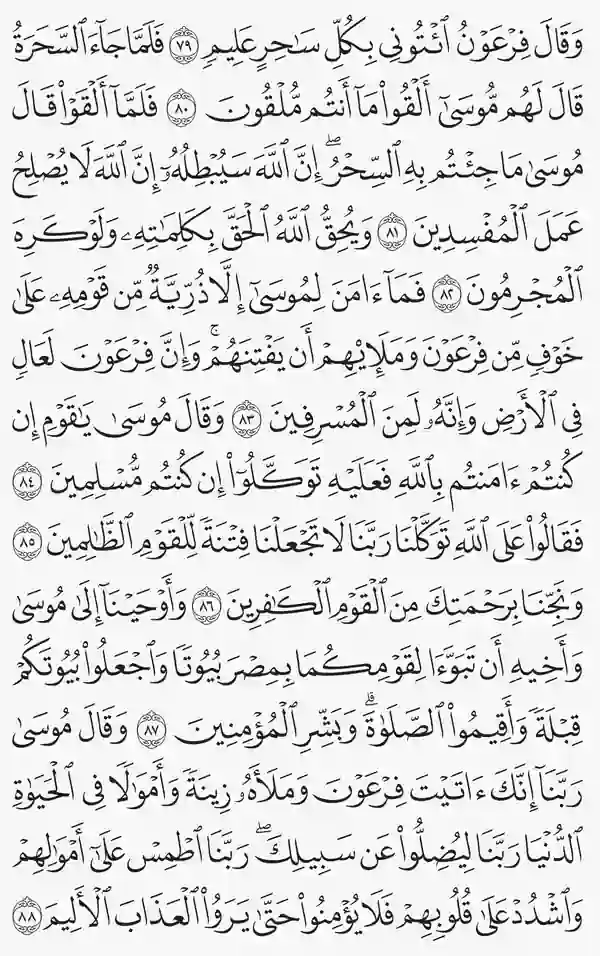 وَقَالَ فِرْعَوْنُ ٱئْتُونِي بِكُلِّ سَٰحِرٍ عَلِيمٖ ٧٩ فَلَمَّا جَآءَ ٱلسَّحَرَةُ
قَالَ لَهُم مُّوسَىٰٓ أَلْقُواْ مَآ أَنتُم مُّلْقُونَ ٨٠ فَلَمَّآ أَلْقَوْاْ قَالَ
مُوسَىٰ مَا جِئْتُم بِهِ ٱلسِّحْرُۖ إِنَّ ٱللَّهَ سَيُبْطِلُهُۥٓ إِنَّ ٱللَّهَ لَا يُصْلِحُ
عَمَلَ ٱلْمُفْسِدِينَ ٨١ وَيُحِقُّ ٱللَّهُ ٱلْحَقَّ بِكَلِمَٰتِهِۦ وَلَوْ كَرِهَ
ٱلْمُجْرِمُونَ ٨٢ فَمَآ ءَامَنَ لِمُوسَىٰٓ إِلَّا ذُرِّيَّةٞ مِّن قَوْمِهِۦ عَلَىٰ
خَوْفٖ مِّن فِرْعَوْنَ وَمَلَإِيْهِمْ أَن يَفْتِنَهُمْۚ وَإِنَّ فِرْعَوْنَ لَعَالٖ
فِي ٱلْأَرْضِ وَإِنَّهُۥ لَمِنَ ٱلْمُسْرِفِينَ ٨٣ وَقَالَ مُوسَىٰ يَٰقَوْمِ إِن
كُنتُمْ ءَامَنتُم بِٱللَّهِ فَعَلَيْهِ تَوَكَّلُوٓاْ إِن كُنتُم مُّسْلِمِينَ ٨٤
فَقَالُواْ عَلَى ٱللَّهِ تَوَكَّلْنَا رَبَّنَا لَا تَجْعَلْنَا فِتْنَةٗ لِّلْقَوْمِ ٱلظَّٰلِمِينَ ٨٥
وَنَجِّنَا بِرَحْمَتِكَ مِنَ ٱلْقَوْمِ ٱلْكَٰفِرِينَ ٨٦ وَأَوْحَيْنَآ إِلَىٰ مُوسَىٰ
وَأَخِيهِ أَن تَبَوَّءَا لِقَوْمِكُمَا بِمِصْرَ بُيُوتٗا وَٱجْعَلُواْ بُيُوتَكُمْ
قِبْلَةٗ وَأَقِيمُواْ ٱلصَّلَوٰةَۗ وَبَشِّرِ ٱلْمُؤْمِنِينَ ٨٧ وَقَالَ مُوسَىٰ
رَبَّنَآ إِنَّكَ ءَاتَيْتَ فِرْعَوْنَ وَمَلَأَهُۥ زِينَةٗ وَأَمْوَٰلٗا فِي ٱلْحَيَوٰةِ
ٱلدُّنْيَا رَبَّنَا لِيُضِلُّواْ عَن سَبِيلِكَۖ رَبَّنَا ٱطْمِسْ عَلَىٰٓ أَمْوَٰلِهِمْ
وَٱشْدُدْ عَلَىٰ قُلُوبِهِمْ فَلَا يُؤْمِنُواْ حَتَّىٰ يَرَوُاْ ٱلْعَذَابَ ٱلْأَلِيمَ ٨٨